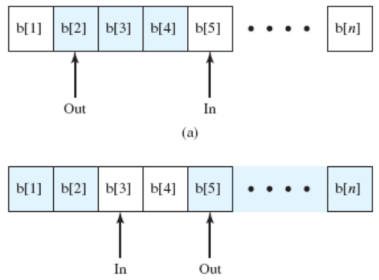 b[1] b[2] b[3] b[4] b[5] • • • • b[n]
Out In
(a)
b[1] b[2] b[3] b[4] b[5] • • • • b[n]
In Out